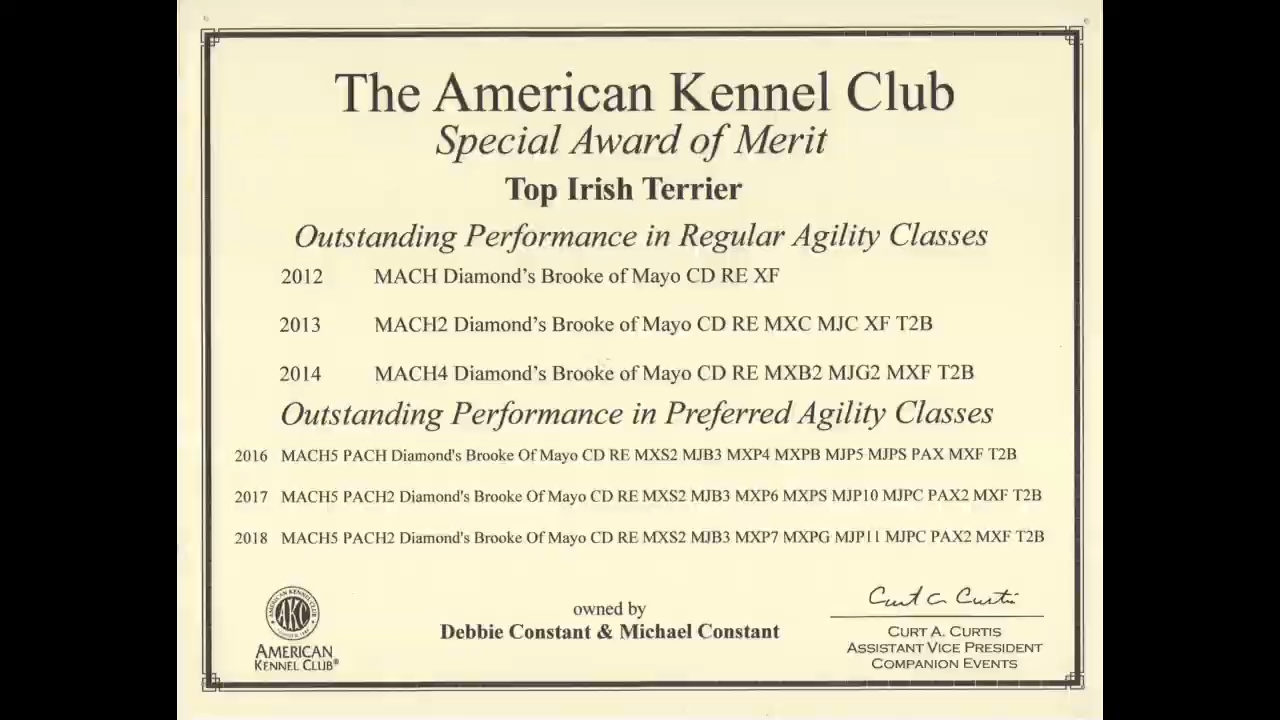 The American Kennel Club
Special Award of Merit
Top Irish Terrier
Outstanding Performance in Regular Agility Classes
2012 MACH Diamond's Brooke of Mayo CD RE XF
2013 MACH2 Diamond's Brooke of Mayo CD RE MXC MJC XF T2B
2014 MACH4 Diamond's Brooke of Mayo CD RE MXB2 MJG2 MXF T2B
Outstanding Performance in Preferred Agility Classes
2016 MACH5 PACH Diamond's Brooke Of Mayo CD RE MXS2 MJB3 MXP4 MXPB MJP5 MJPS PAX MXF T2B
2017 MACH5 PACH2 Diamond's Brooke Of Mayo CD RE MXS2 MJB3 MXP6 MXPS MJP10 MJPC PAX2 MXF T2B
2018 MACH5 PACH2 Diamond's Brooke Of Mayo CD RE MXS2 MJB3 MXP7 MXPG MJP11 MJPC PAX2 MXF T2B
AMERICAN KENNEL CLUB
AKC
AMERICAN
KENNEL CLUB®
owned by
Debbie Constant & Michael Constant
Curt A. Curtis
CURT A. CURTIS
ASSISTANT VICE PRESIDENT
COMPANION EVENTS